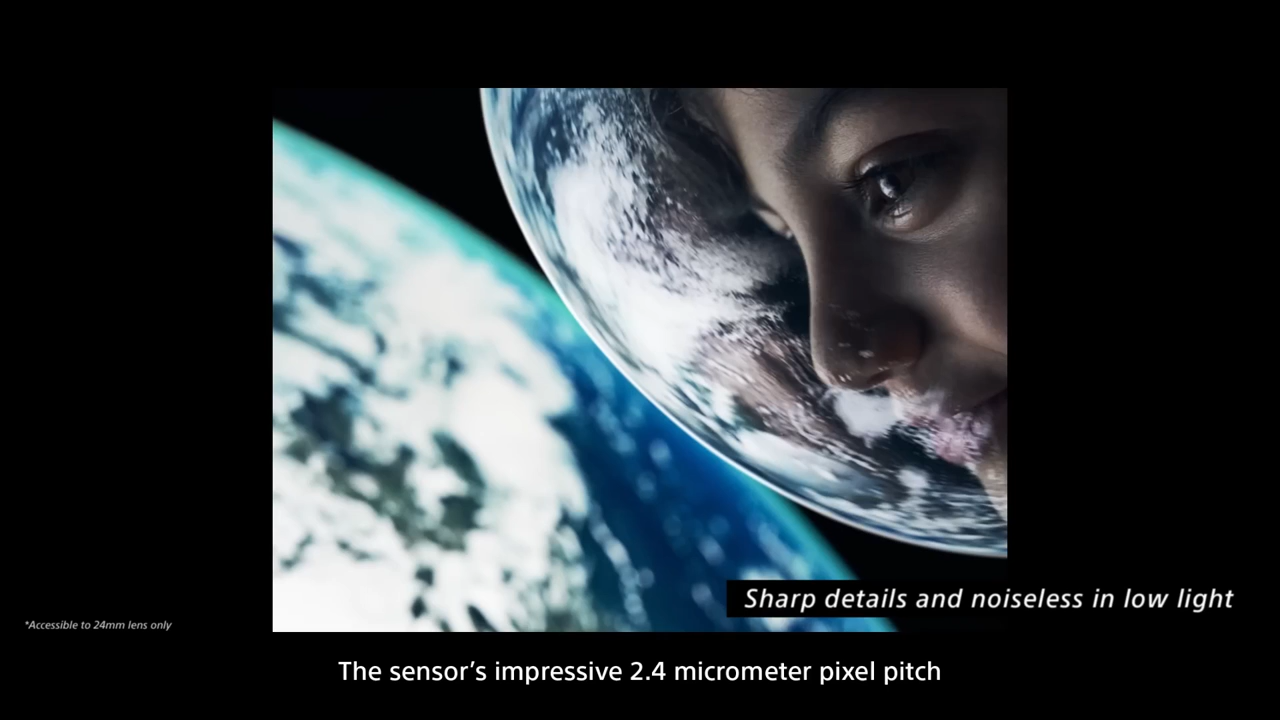 Sharp details and noiseless in low light
*Accessible to 24mm lens only
The sensor’s impressive 2.4 micrometer pixel pitch